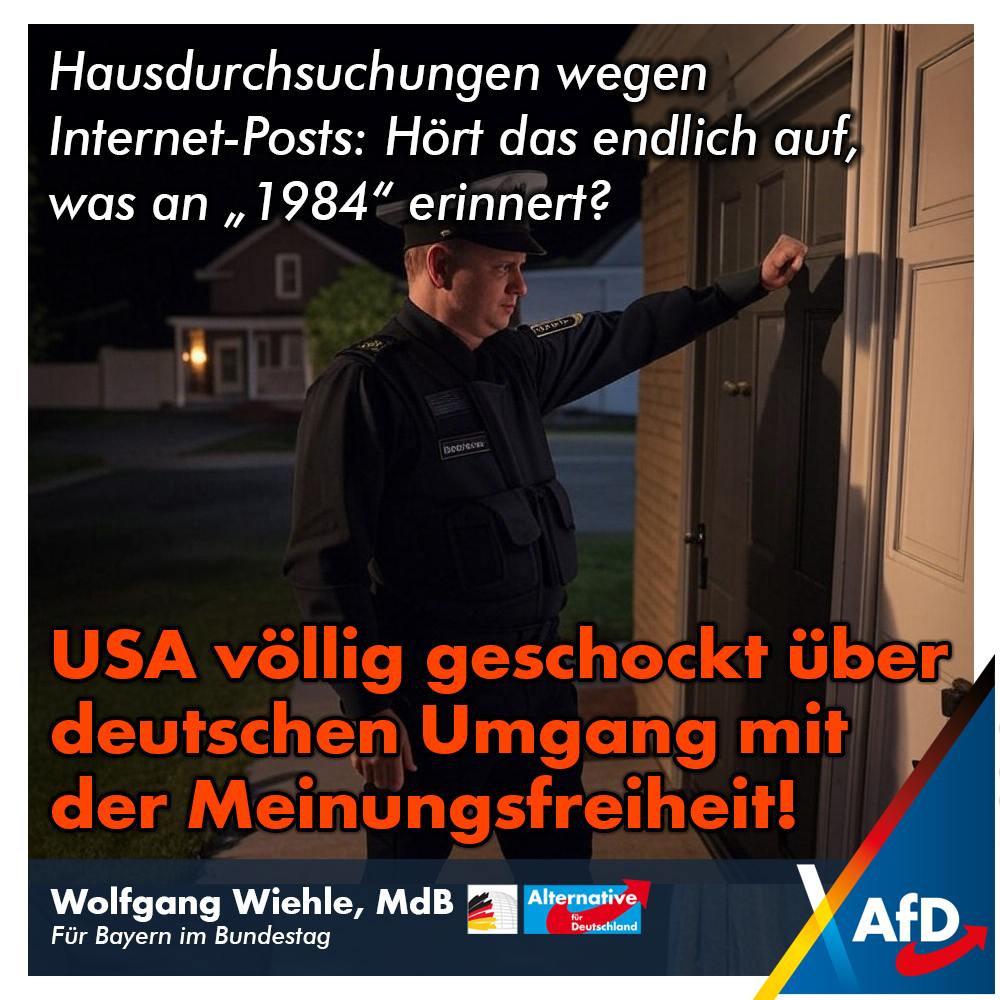 Hausdurchsuchungen wegen
Internet-Posts: Hört das endlich auf,
was an „1984“ erinnert?
USA völlig geschockt über
deutschen Umgang mit
der Meinungsfreiheit!
Wolfgang Wiehle, MdB
Für Bayern im Bundestag
Alternative
für
Deutschland
AfD